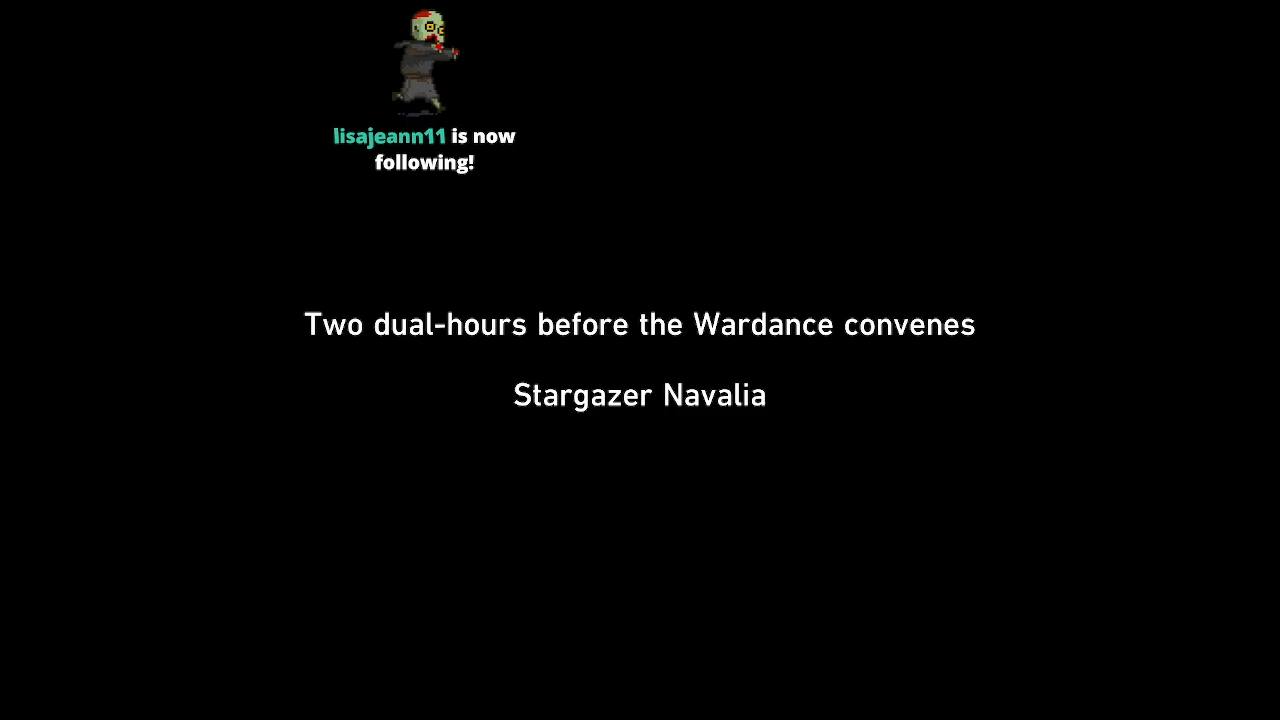 lisajeann11 is now
following!
Two dual-hours before the Wardance convenes
Stargazer Navalia